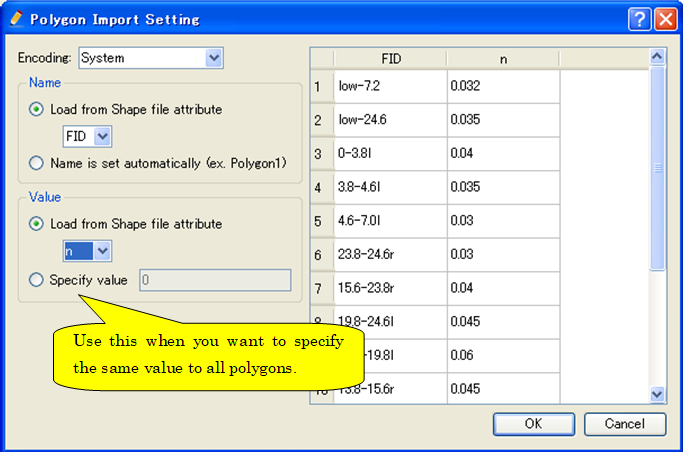 Polygon Import Setting
Encoding: System
Name
Load from Shape file attribute
FID
Name is set automatically (ex. Polygon1)
Value
Load from Shape file attribute
n
Specify value 0
Use this when you want to specify
the same value to all polygons.
FID n
1 low-7.2 0.032
2 low-24.6 0.035
3 0-3.8l 0.04
4 3.8-4.6l 0.035
5 4.6-7.0l 0.03
6 23.8-24.6r 0.03
7 15.6-23.8r 0.04
19.8-24.6l 0.045
-19.8l 0.06
13.8-15.6r 0.045
OK Cancel